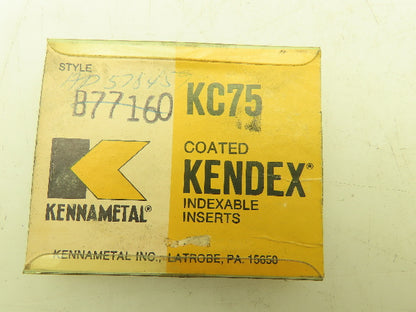 STYLE
B77160
KC75
COATED
KENDEX®
INDEXABLE
INSERTS
KENNAMETAL®
KENNAMETAL INC., LATROBE, PA. 15650